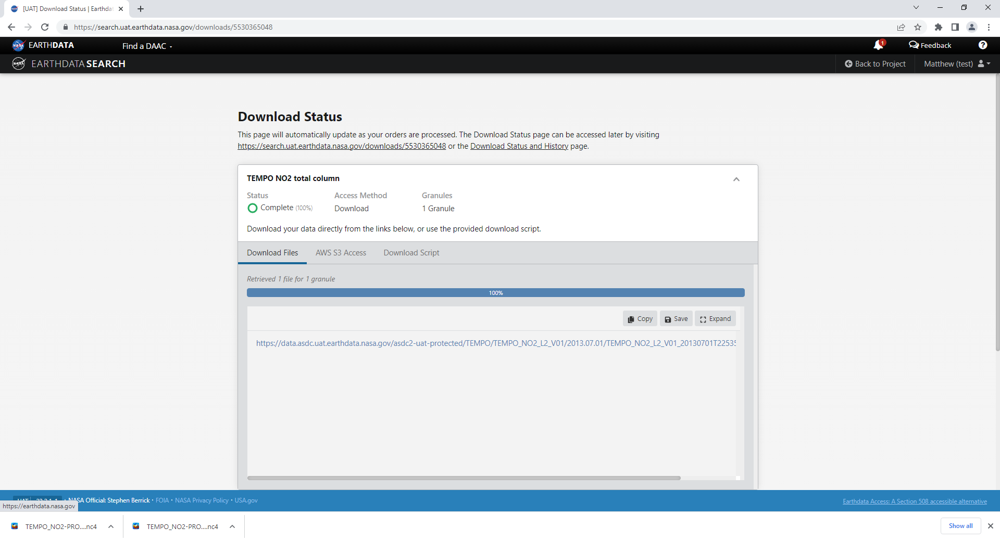 [UAT] Download Status | Earthdat
https://search.uat.earthdata.nasa.gov/downloads/5530365048
EARTHDATA
Find a DAAC
1
Feedback
?
EARTHDATA SEARCH
Back to Project
Matthew (test)
Download Status
This page will automatically update as your orders are processed. The Download Status page can be accessed later by visiting
https://search.uat.earthdata.nasa.gov/downloads/5530365048 or the Download Status and History page.
TEMPO NO2 total column
Status Access Method Granules
Complete (100%) Download 1 Granule
Download your data directly from the links below, or use the provided download script.
Download Files AWS S3 Access Download Script
Retrieved 1 file for 1 granule
100%
Copy Save Expand
https://data.asdc.uat.earthdata.nasa.gov/asdc2-uat-protected/TEMPO/TEMPO_NO2_L2_V01/2013.07.01/TEMPO_NO2_L2_V01_20130701T22535
NASA Official: Stephen Berrick · FOIA · NASA Privacy Policy · USA.gov
Earthdata Access: A Section 508 accessible alternative
https://earthdata.nasa.gov
TEMPO_NO2-PRO....nc4
TEMPO_NO2-PRO....nc4
Show all